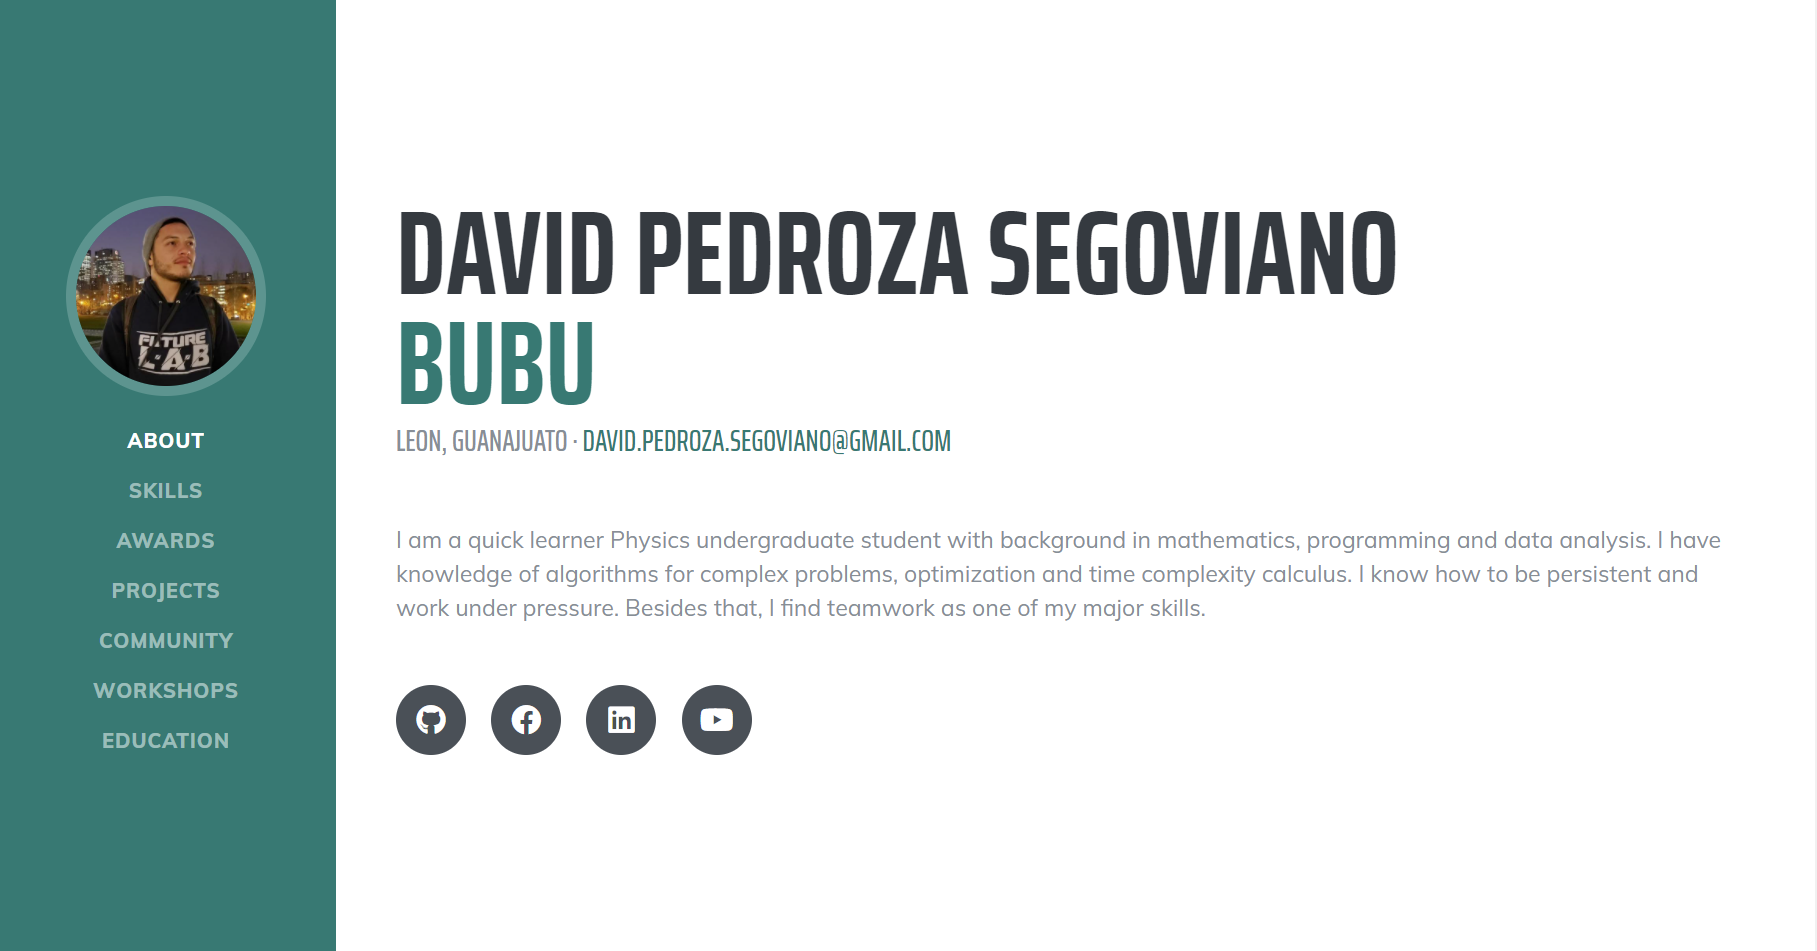 FUTURE
LAB
ABOUT
SKILLS
AWARDS
PROJECTS
COMMUNITY
WORKSHOPS
EDUCATION
DAVID PEDROZA SEGOVIANO
BUBU
LEON, GUANAJUATO · DAVID.PEDROZA.SEGOVIANO@GMAIL.COM
I am a quick learner Physics undergraduate student with background in mathematics, programming and data analysis. I have
knowledge of algorithms for complex problems, optimization and time complexity calculus. I know how to be persistent and
work under pressure. Besides that, I find teamwork as one of my major skills.
in